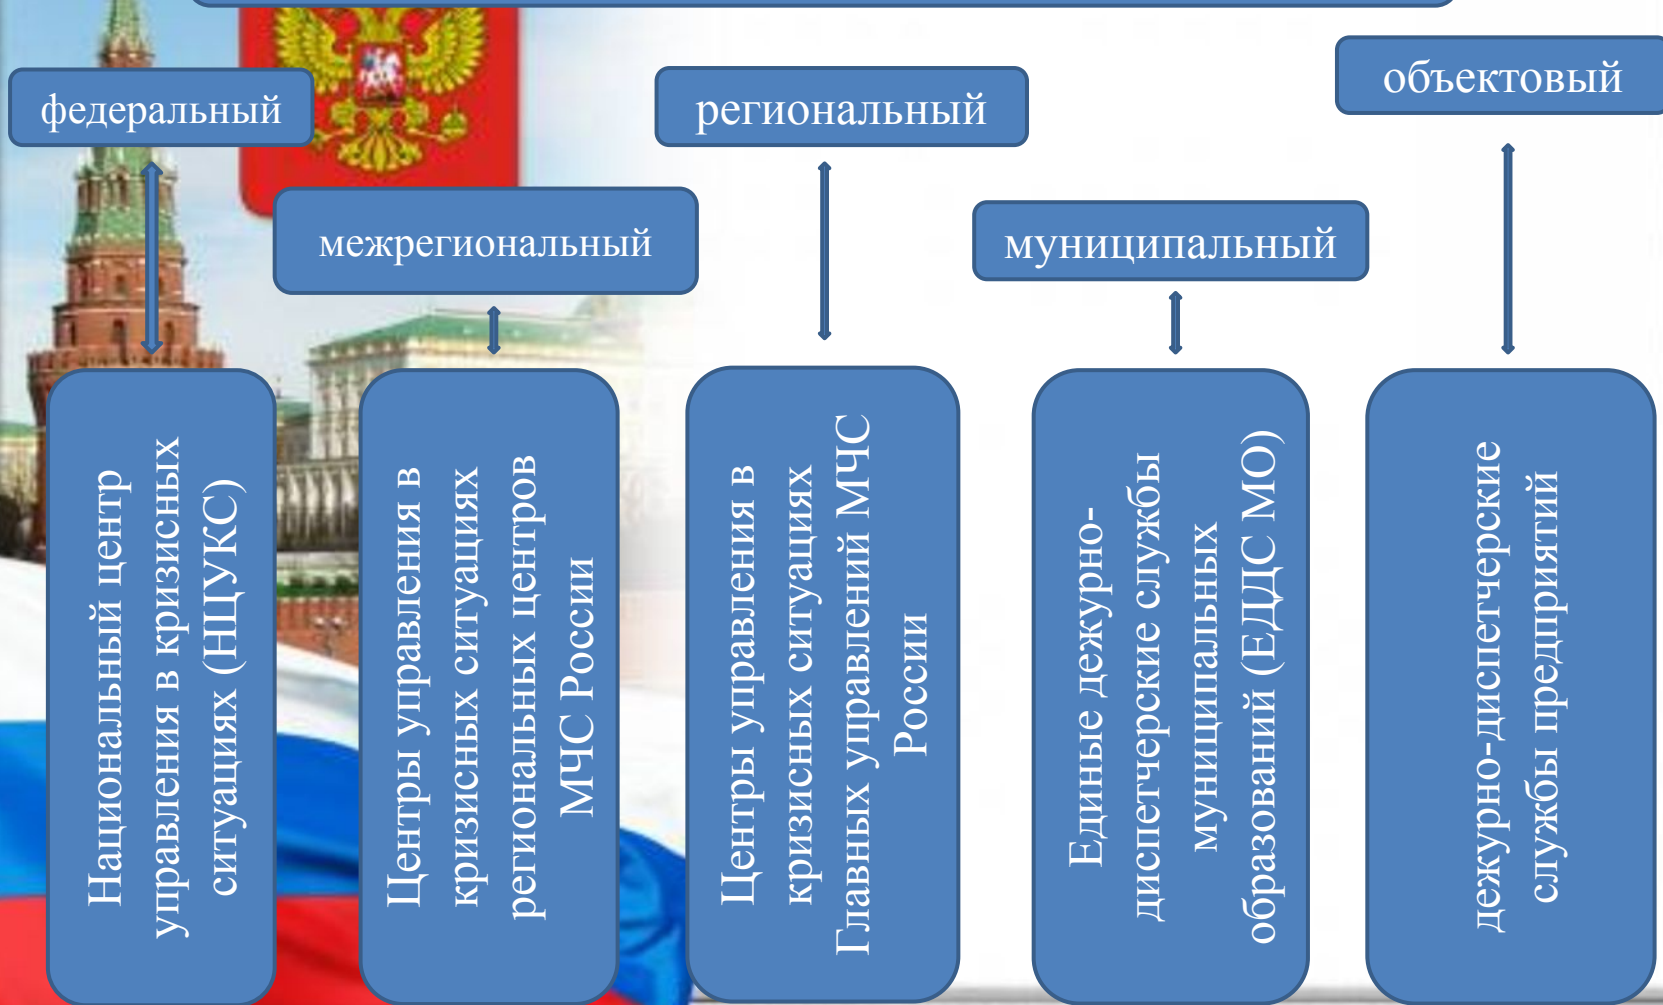 федеральный
межрегиональный
региональный
муниципальный
объектовый
Национальный центр
управления в кризисных
ситуациях (НЦУКС)
Центры управления в
кризисных ситуациях
региональных центров
МЧС России
Центры управления в
кризисных ситуациях
Главных управлений МЧС
России
Единые дежурно-
диспетчерские службы
муниципальных
образований (ЕДДС МО)
дежурно-диспетчерские
службы предприятий